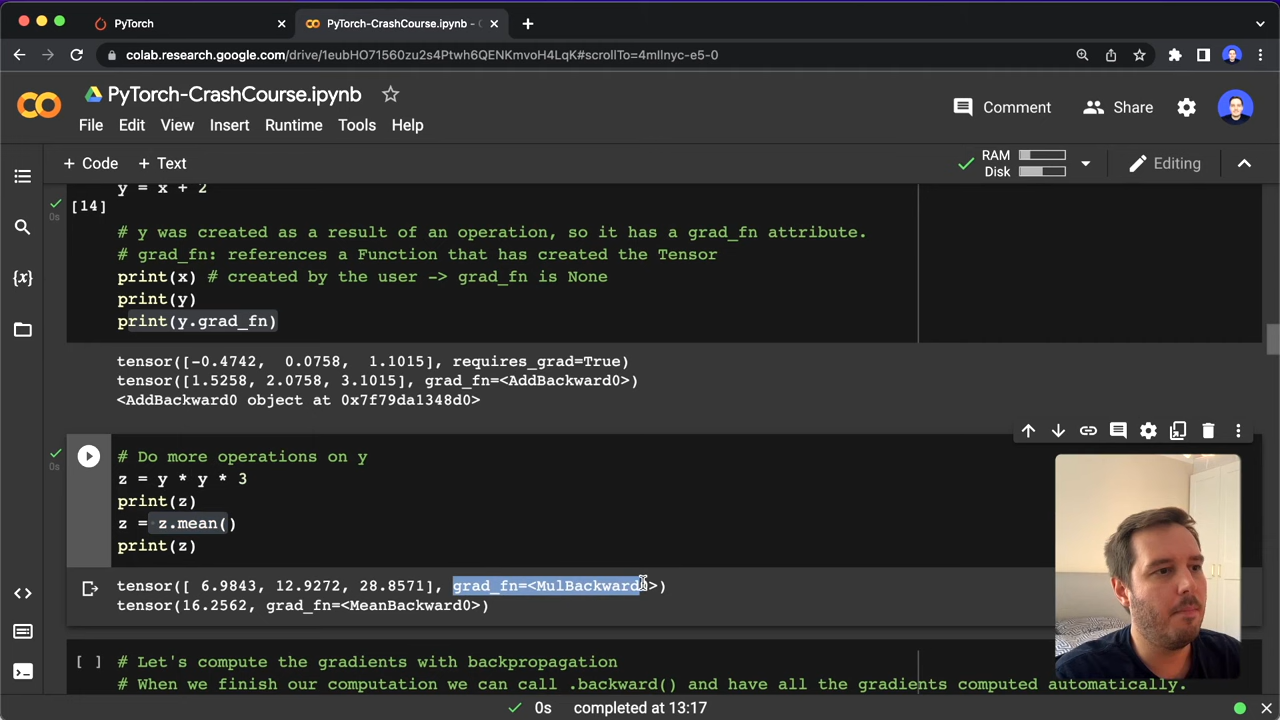 PyTorch
PyTorch-CrashCourse.ipynb -
colab.research.google.com/drive/1eubHO71560zu2s4Ptwh6QENKmvoH4LqK#scrollTo=4mlInyc-e5-0
PyTorch-CrashCourse.ipynb
Comment
Share
File Edit View Insert Runtime Tools Help
+ Code + Text
RAM
Disk
Editing
y = x + 2
[14]
0s
# y was created as a result of an operation, so it has a grad_fn attribute.
# grad_fn: references a Function that has created the Tensor
print(x) # created by the user -> grad_fn is None
print(y)
print(y.grad_fn)
tensor([-0.4742, 0.0758, 1.1015], requires_grad=True)
tensor([1.5258, 2.0758, 3.1015], grad_fn=<AddBackward0>)
<AddBackward0 object at 0x7f79da1348d0>
0s
# Do more operations on y
z = y * y * 3
print(z)
z = z.mean()
print(z)
tensor([ 6.9843, 12.9272, 28.8571], grad_fn=<MulBackward0>)
tensor(16.2562, grad_fn=<MeanBackward0>)
[ ] # Let's compute the gradients with backpropagation
# When we finish our computation we can call .backward() and have all the gradients computed automatically.
0s completed at 13:17